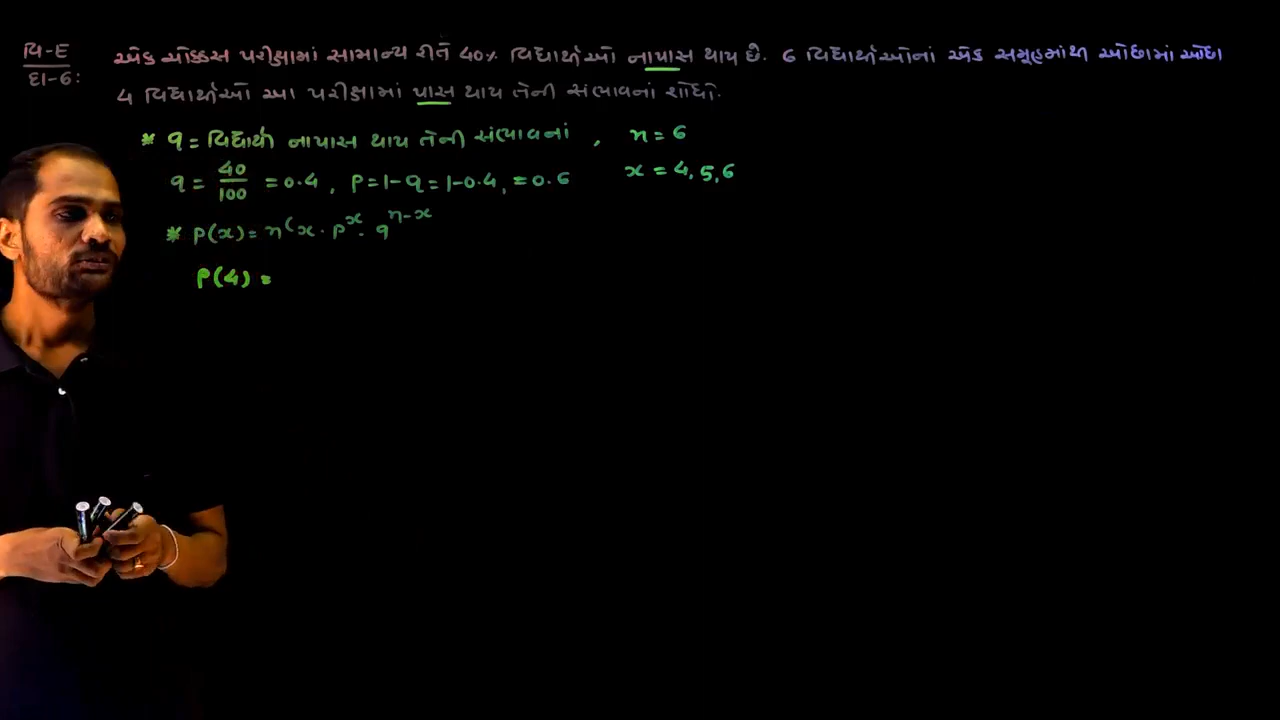 વિ-E એક ચોક્કસ પરીક્ષામાં સામાન્ય રીતે 40% વિદ્યાર્થીઓ નાપાસ થાય છે. 6 વિદ્યાર્થીઓનાં એક સમૂહમાંથી ઓછામાં ઓછા
દા-6: 4 વિદ્યાર્થીઓ આ પરીક્ષામાં પાસ થાય તેની સંભાવનાં શોધો.
* q = વિદ્યાર્થી નાપાસ થાય તેની સંભાવનાં , n = 6
q = 40/100 = 0.4 , p = 1-q = 1-0.4, = 0.6 x = 4,5,6
* p(x) = nCx · p^x · q^(n-x)
p(4) =